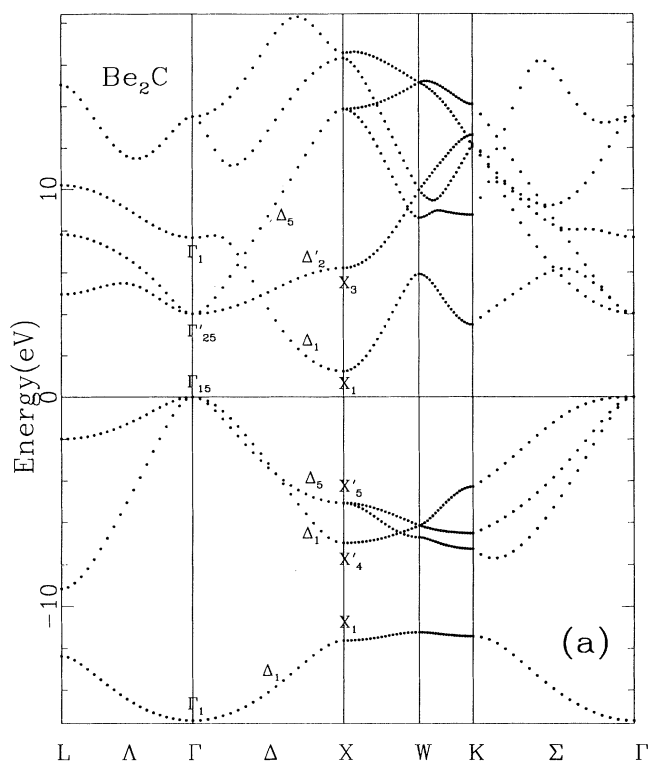 Be₂C
10
Δ₅
Γ₁
Δ′₂
X₃
Γ′₂₅
Δ₁
Γ₁₅
X₁
0
Energy(eV)
Δ₅
X′₅
Δ₁
X′₄
−10
X₁
(a)
Δ₁
Γ₁
L Λ Γ Δ X W K Σ Γ